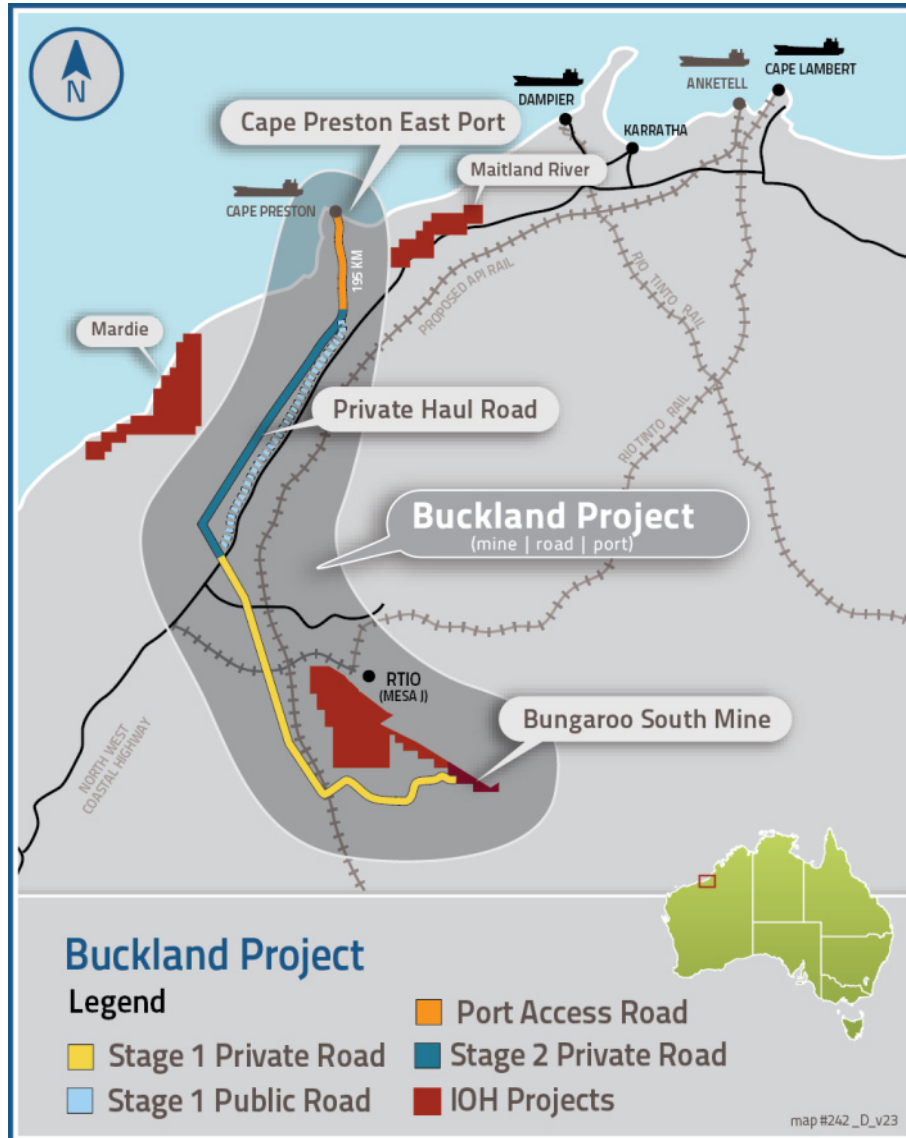 N
DAMPIER
ANKETELL
CAPE LAMBERT
KARRATHA
Cape Preston East Port
Maitland River
CAPE PRESTON
195 KM
PROPOSED API RAIL
RIO TINTO RAIL
RIO TINTO RAIL
Mardie
Private Haul Road
Buckland Project
(mine | road | port)
RTIO
(MESA J)
Bungaroo South Mine
NORTH WEST
COASTAL HIGHWAY
Buckland Project
Legend
Port Access Road
Stage 1 Private Road
Stage 2 Private Road
Stage 1 Public Road
IOH Projects
map #242 _D_v23